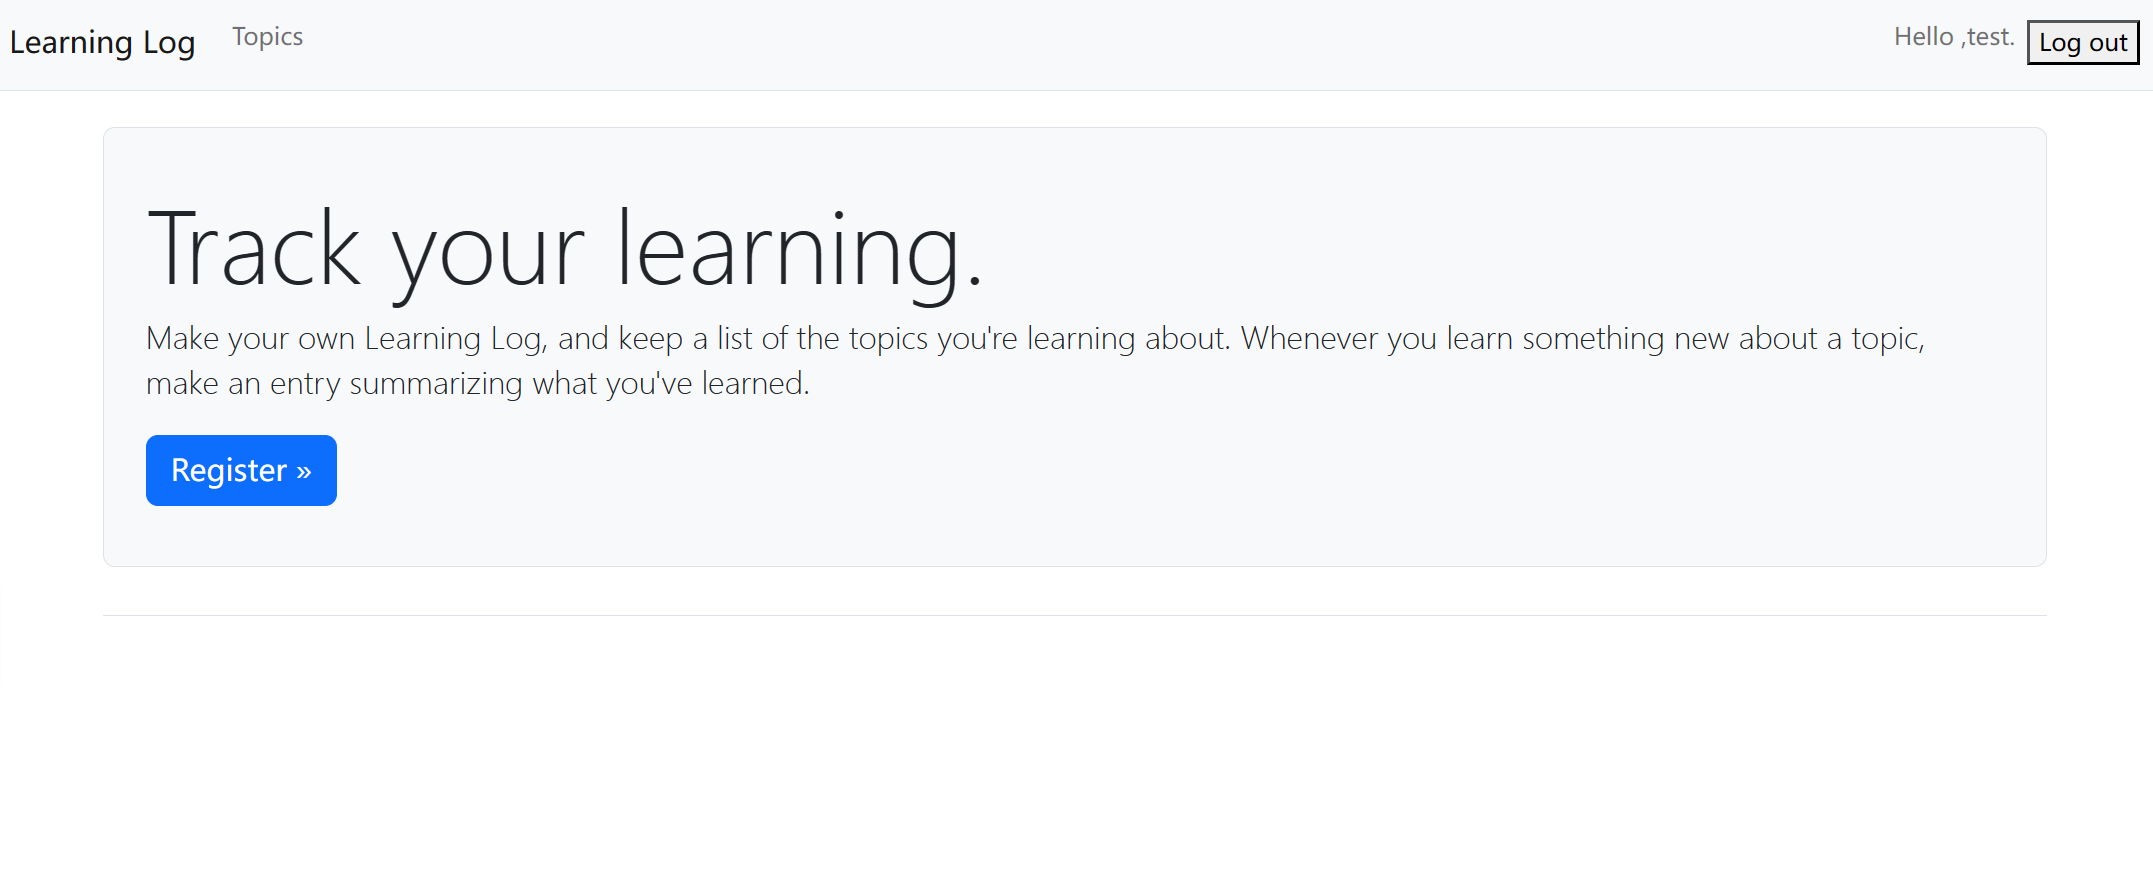 Learning Log Topics Hello ,test. Log out
Track your learning.
Make your own Learning Log, and keep a list of the topics you're learning about. Whenever you learn something new about a topic,
make an entry summarizing what you've learned.
Register »